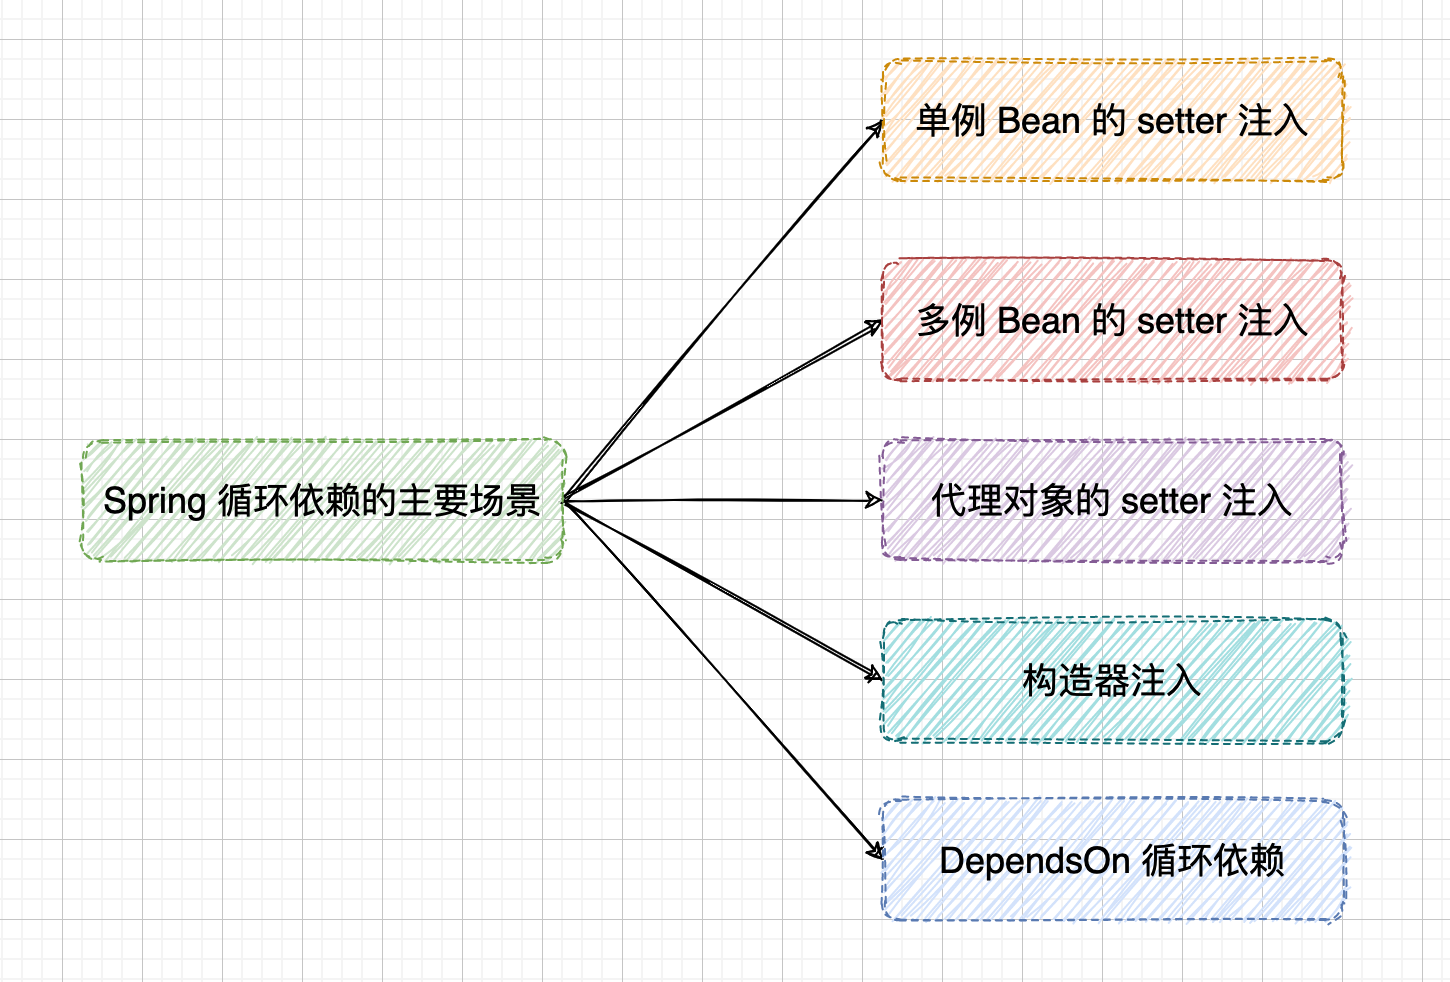 单例 Bean 的 setter 注入
多例 Bean 的 setter 注入
Spring 循环依赖的主要场景
代理对象的 setter 注入
构造器注入
DependsOn 循环依赖